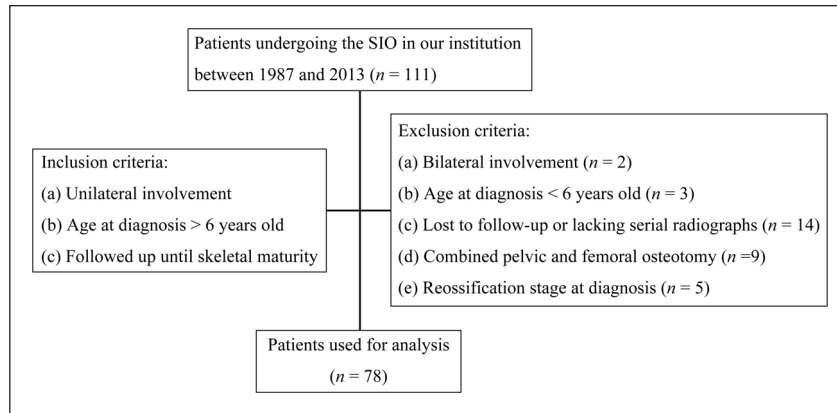 Patients undergoing the SIO in our institution
between 1987 and 2013 (n = 111)
Inclusion criteria:
(a) Unilateral involvement
(b) Age at diagnosis > 6 years old
(c) Followed up until skeletal maturity
Exclusion criteria:
(a) Bilateral involvement (n = 2)
(b) Age at diagnosis < 6 years old (n = 3)
(c) Lost to follow-up or lacking serial radiographs (n = 14)
(d) Combined pelvic and femoral osteotomy (n =9)
(e) Reossification stage at diagnosis (n = 5)
Patients used for analysis
(n = 78)